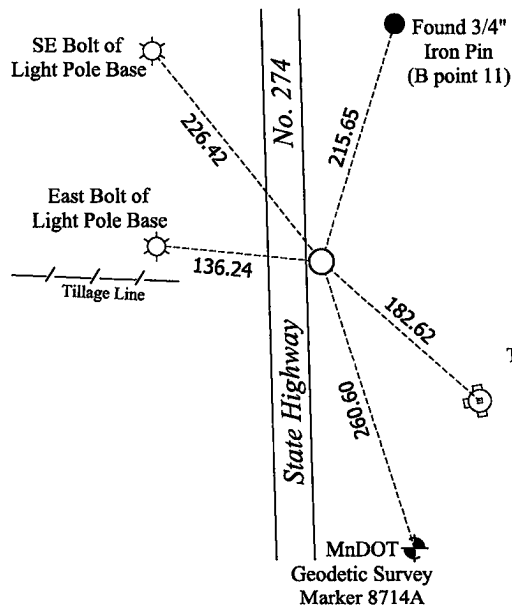 SE Bolt of
Light Pole Base
226.42
No. 274
Found 3/4"
Iron Pin
(B point 11)
215.65
East Bolt of
Light Pole Base
136.24
Tillage Line
182.62
T
State Highway
260.60
MnDOT
Geodetic Survey
Marker 8714A